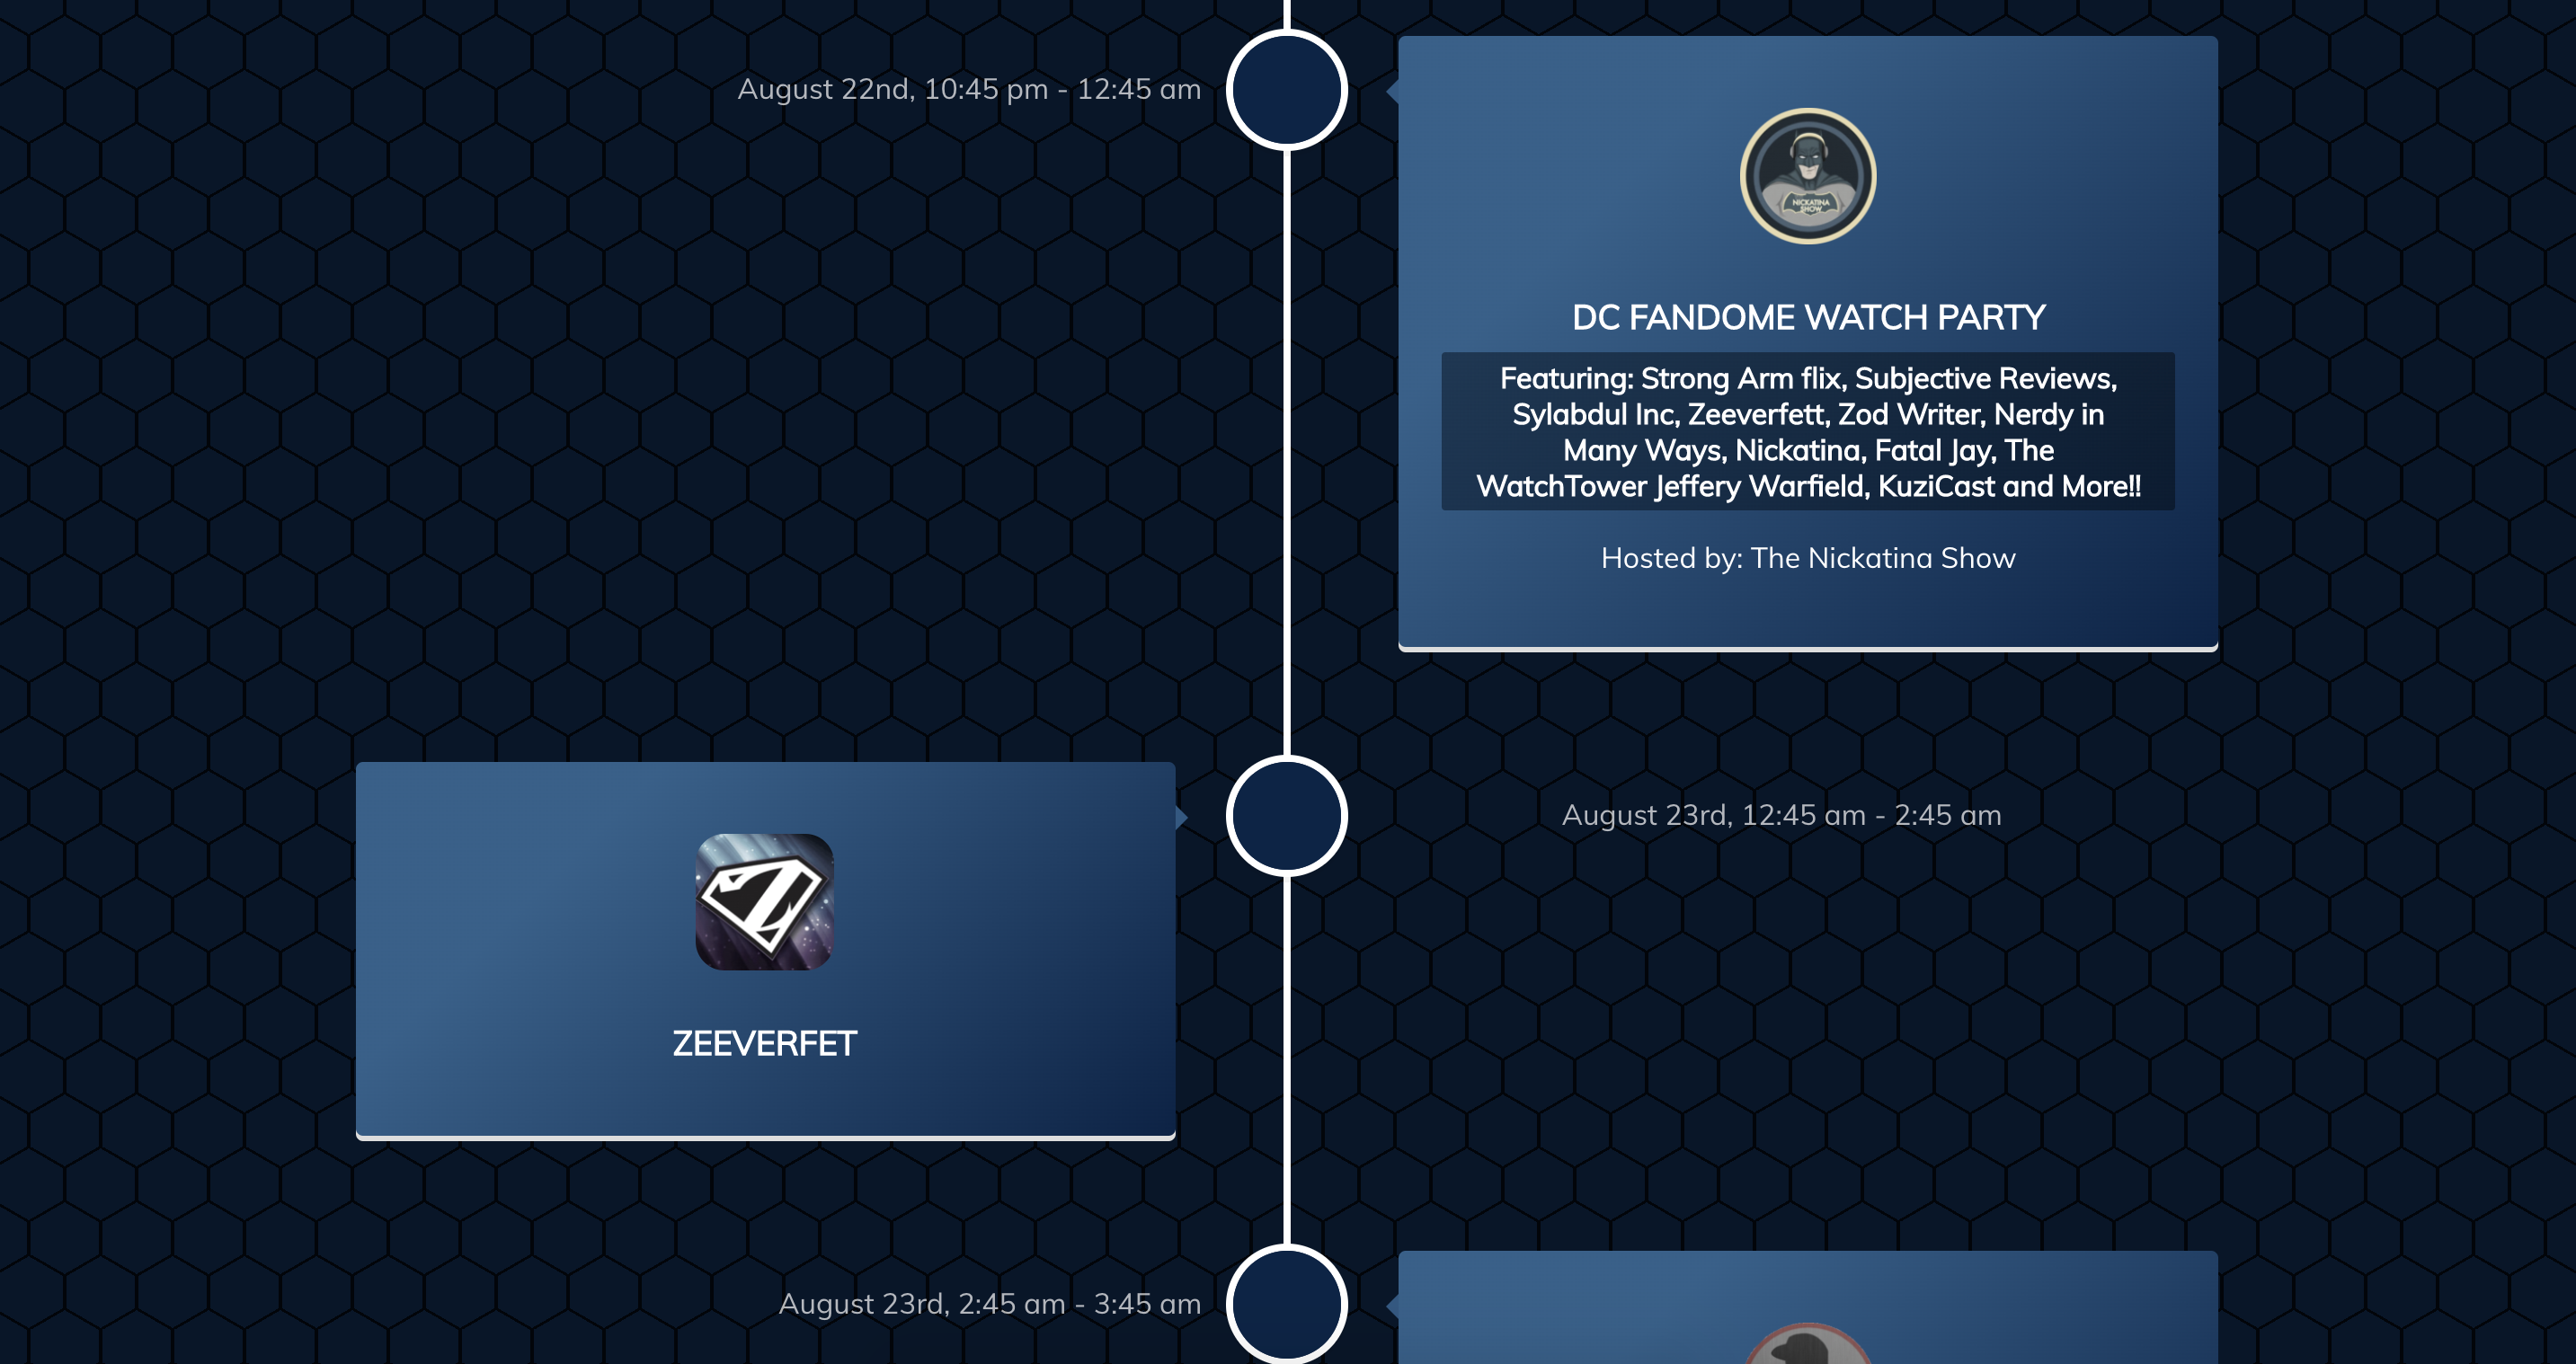 August 22nd, 10:45 pm - 12:45 am
NICKATINA
SHOW
DC FANDOME WATCH PARTY
Featuring: Strong Arm flix, Subjective Reviews,
Sylabdul Inc, Zeeverfett, Zod Writer, Nerdy in
Many Ways, Nickatina, Fatal Jay, The
WatchTower Jeffery Warfield, KuziCast and More!!
Hosted by: The Nickatina Show
August 23rd, 12:45 am - 2:45 am
Z
ZEEVERFET
August 23rd, 2:45 am - 3:45 am